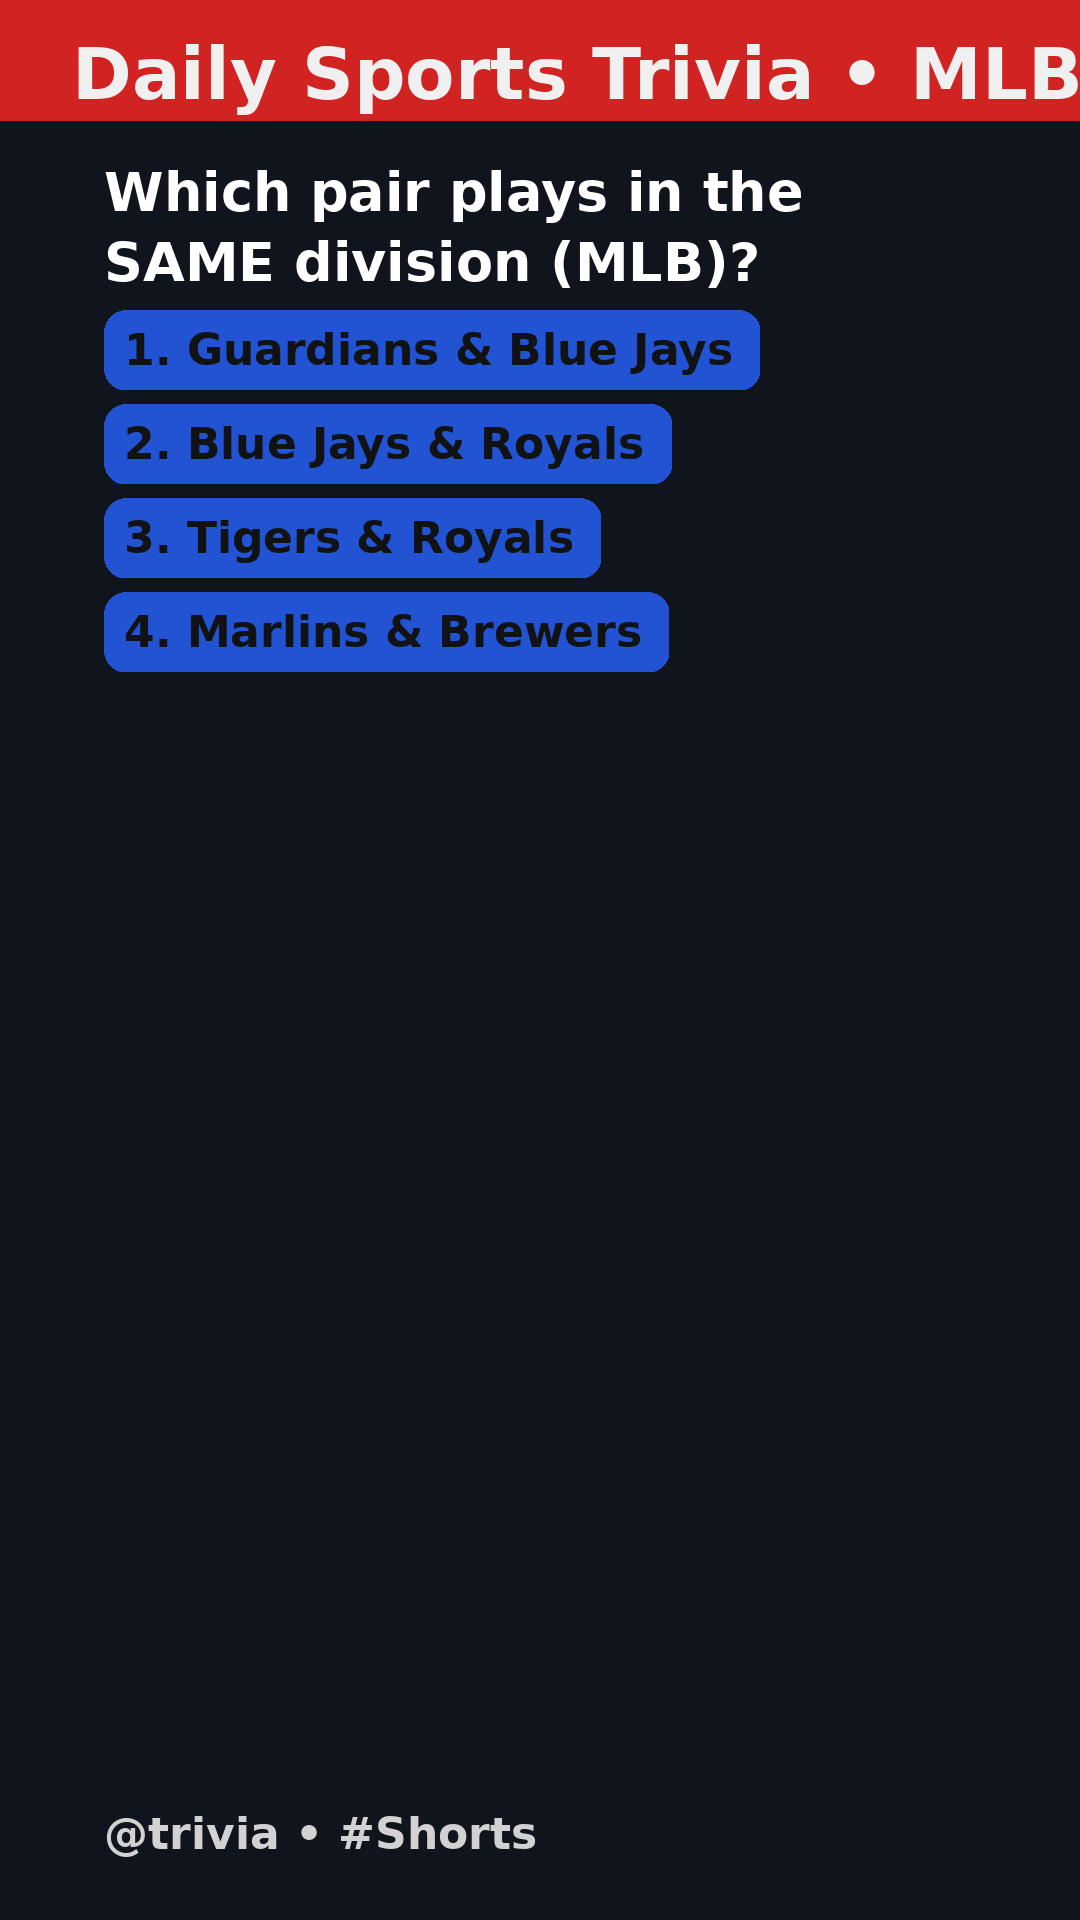 Daily Sports Trivia • MLB
Which pair plays in the
SAME division (MLB)?
1. Guardians & Blue Jays
2. Blue Jays & Royals
3. Tigers & Royals
4. Marlins & Brewers
@trivia • #Shorts